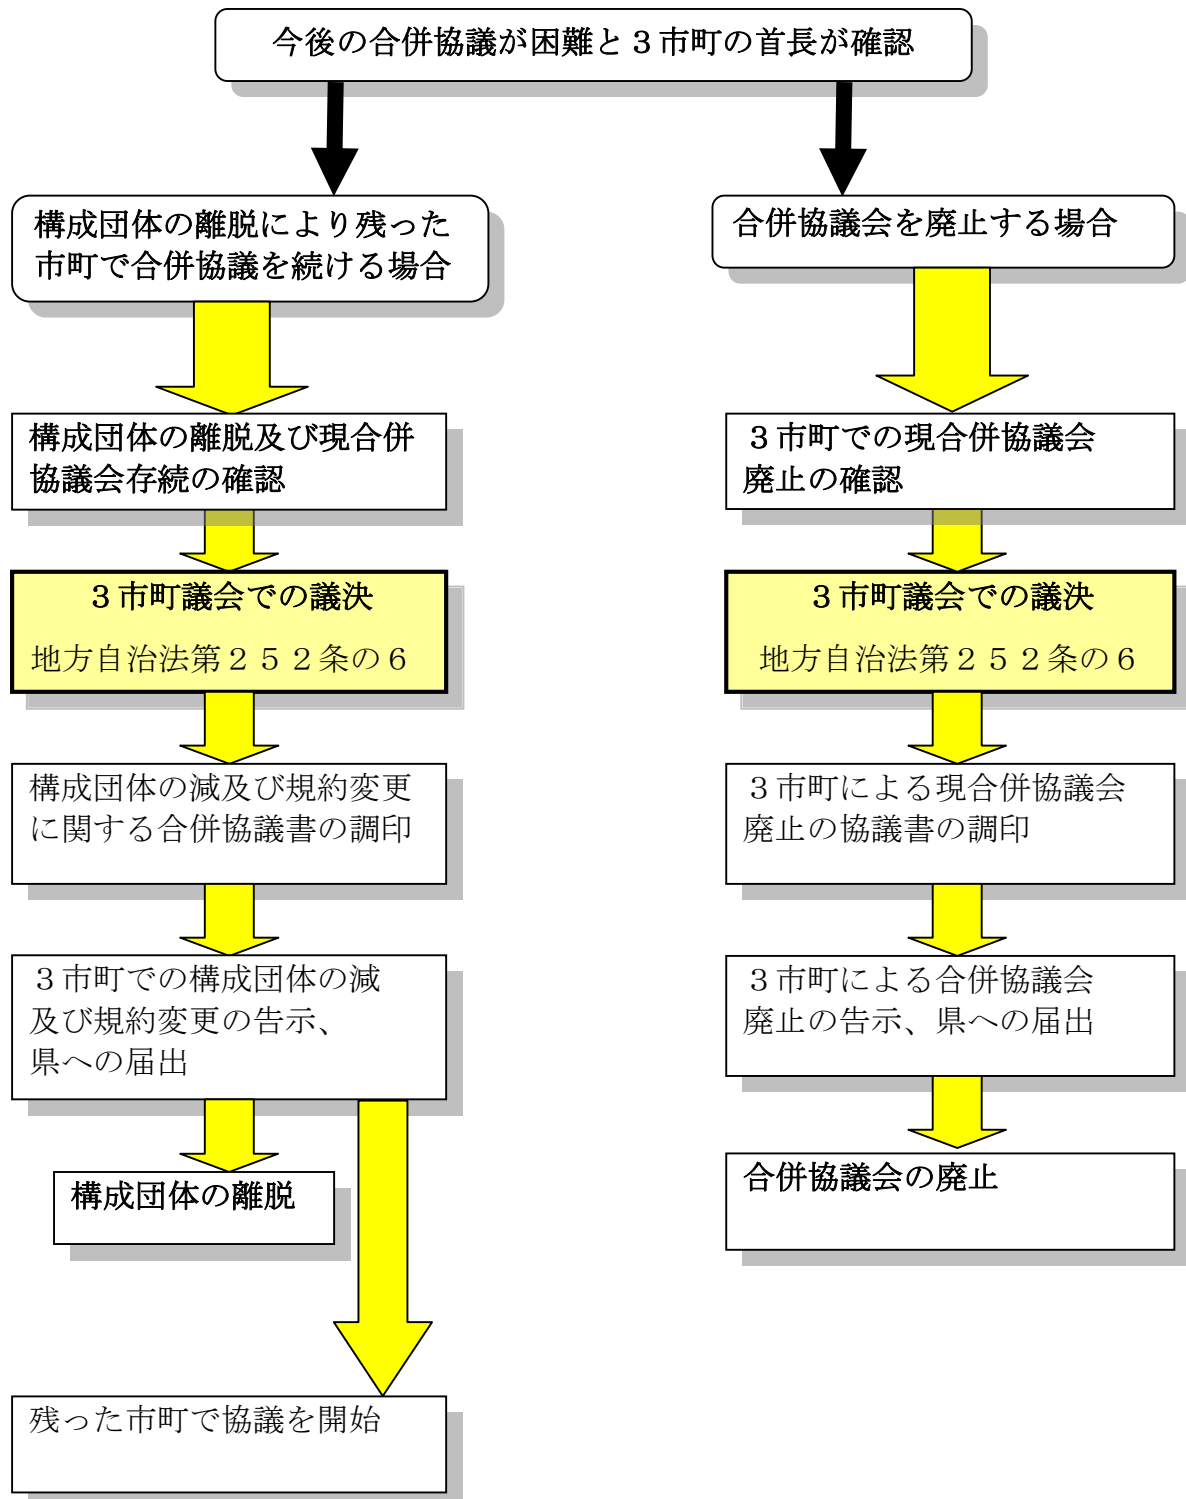 今後の合併協議が困難と３市町の首長が確認
構成団体の離脱により残った
市町で合併協議を続ける場合
構成団体の離脱及び現合併
協議会存続の確認
３市町議会での議決
地方自治法第２５２条の６
構成団体の減及び規約変更
に関する合併協議書の調印
３市町での構成団体の減
及び規約変更の告示、
県への届出
構成団体の離脱
残った市町で協議を開始
合併協議会を廃止する場合
３市町での現合併協議会
廃止の確認
３市町議会での議決
地方自治法第２５２条の６
３市町による現合併協議会
廃止の協議書の調印
３市町による合併協議会
廃止の告示、県への届出
合併協議会の廃止